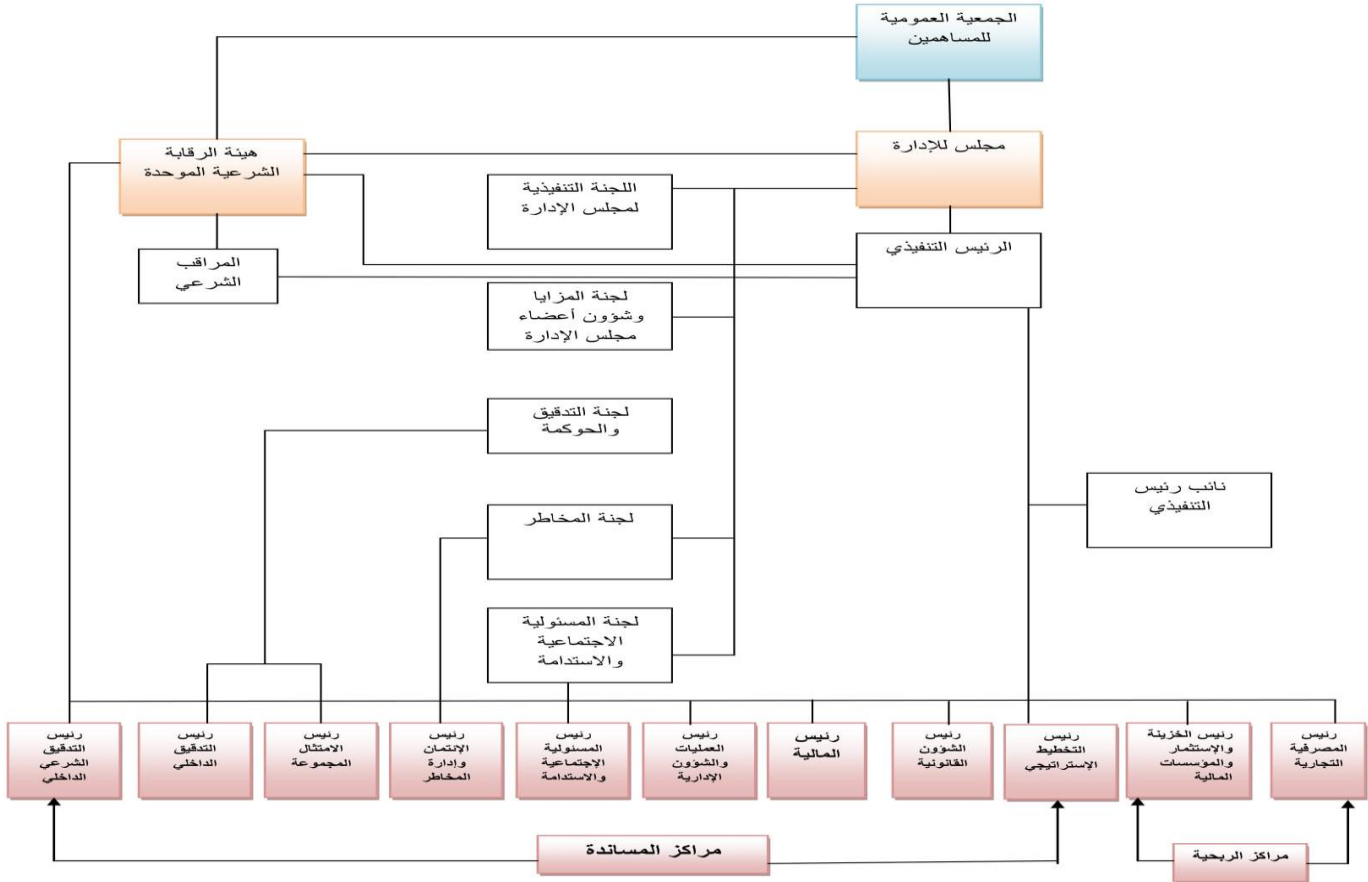 الجمعية العمومية
للمساهمين
مجلس للإدارة
هيئة الرقابة
الشرعية الموحدة
اللجنة التنفيذية
لمجلس الإدارة
الرئيس التنفيذي
المراقب
الشرعي
لجنة المزايا
وشؤون أعضاء
مجلس الإدارة
لجنة التدقيق
والحوكمة
نائب رئيس
التنفيذي
لجنة المخاطر
لجنة المسئولية
الاجتماعية
والاستدامة
رئيس
المصرفية
التجارية
رئيس الخزينة
والإستثمار
والمؤسسات
المالية
رئيس
التخطيط
الإستراتيجي
رئيس
الشؤون
القانونية
رئيس
المالية
رئيس
العمليات
والشؤون
الإدارية
رئيس
المسئولية
الإجتماعية
والاستدامة
رئيس
الإئتمان
وإدارة
المخاطر
رئيس
الامتثال
المجموعة
رئيس
التدقيق
الداخلي
رئيس
التدقيق
الشرعي
الداخلي
مراكز الربحية
مراكز المساندة